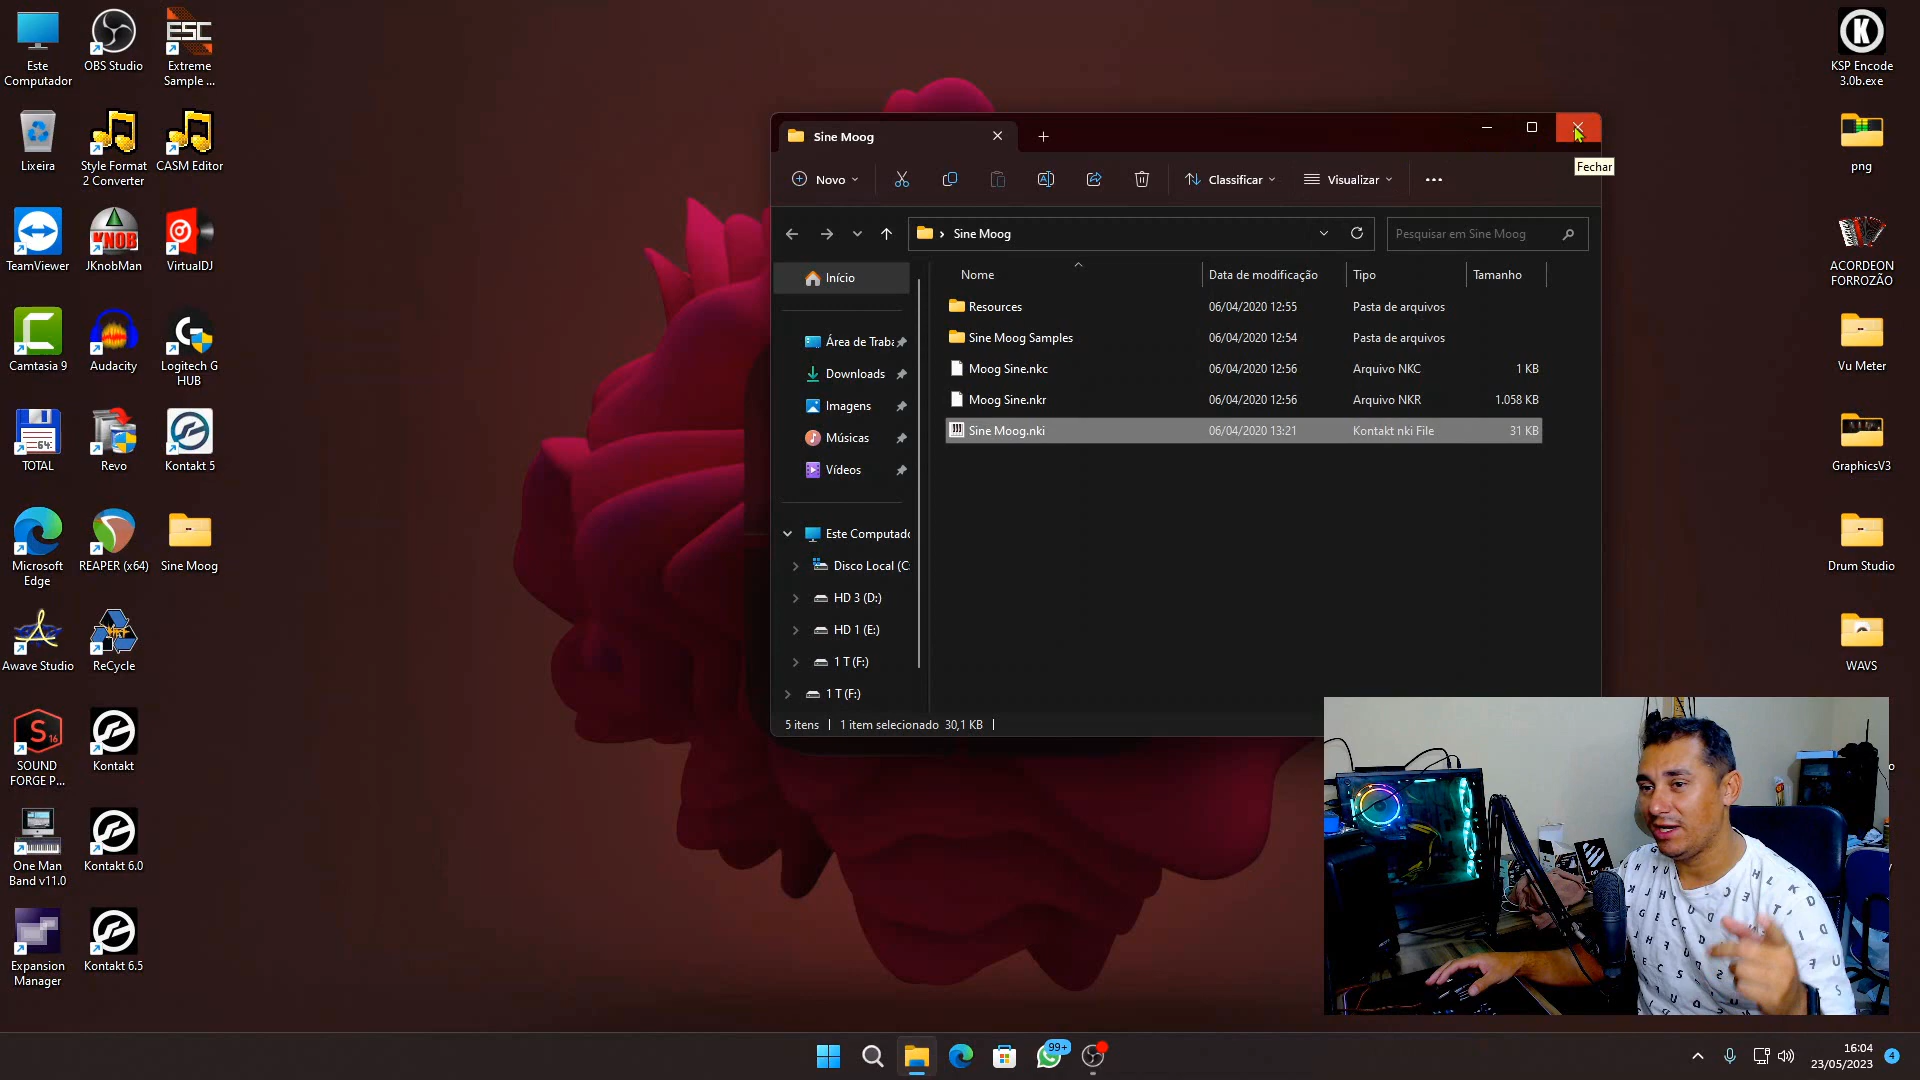 Este
Computador
OBS Studio
ESC
Extreme
Sample ...
Lixeira
Style Format
2 Converter
CASM Editor
TeamViewer
KNOB
JKnobMan
VirtualDJ
Camtasia 9
Audacity
Logitech G
HUB
64:
TOTAL
Revo
Kontakt 5
Microsoft
Edge
REAPER (x64)
Sine Moog
Awave Studio
ReCycle
S 16
SOUND
FORGE P...
Kontakt
One Man
Band v11.0
Kontakt 6.0
Expansion
Manager
Kontakt 6.5
Sine Moog
Fechar
Novo
Classificar
Visualizar
Sine Moog
Pesquisar em Sine Moog
Nome
Data de modificação
Tipo
Tamanho
Início
Área de Traba
Downloads
Imagens
Músicas
Vídeos
Este Computado
Disco Local (C:
HD 3 (D:)
HD 1 (E:)
1 T (F:)
1 T (F:)
Resources 06/04/2020 12:55 Pasta de arquivos
Sine Moog Samples 06/04/2020 12:54 Pasta de arquivos
Moog Sine.nkc 06/04/2020 12:56 Arquivo NKC 1 KB
Moog Sine.nkr 06/04/2020 12:56 Arquivo NKR 1.058 KB
Sine Moog.nki 06/04/2020 13:21 Kontakt nki File 31 KB
5 itens 1 item selecionado 30,1 KB
K
KSP Encode
3.0b.exe
png
ACORDEON
FORROZÃO
Vu Meter
GraphicsV3
Drum Studio
WAVS
99+
16:04
23/05/2023
4